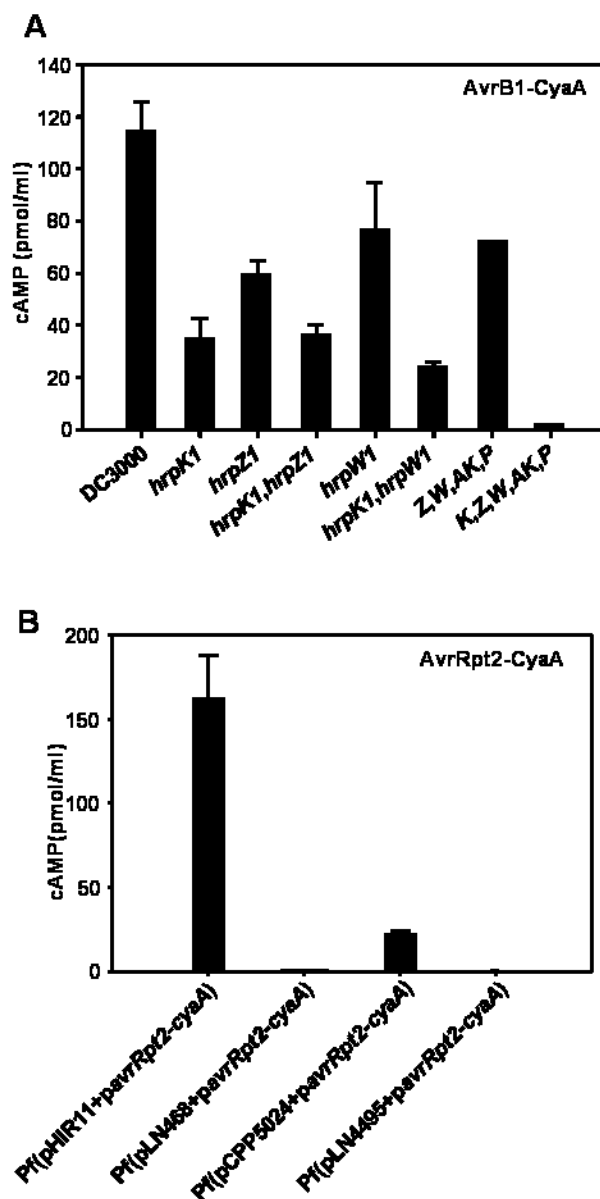 A
AvrB1-CyaA
cAMP (pmol/ml)
140
120
100
80
60
40
20
0
DC3000
hrpK1
hrpZ1
hrpK1,hrpZ1
hrpW1
hrpK1,hrpW1
Z,W,AK,P
K,Z,W,AK,P
B
AvrRpt2-CyaA
cAMP(pmol/ml)
200
150
100
50
0
Pf(pHIR11+pavrRpt2-cyaA)
Pf(pLN468+pavrRpt2-cyaA)
Pf(pCPP5024+pavrRpt2-cyaA)
Pf(pLN4495+pavrRpt2-cyaA)